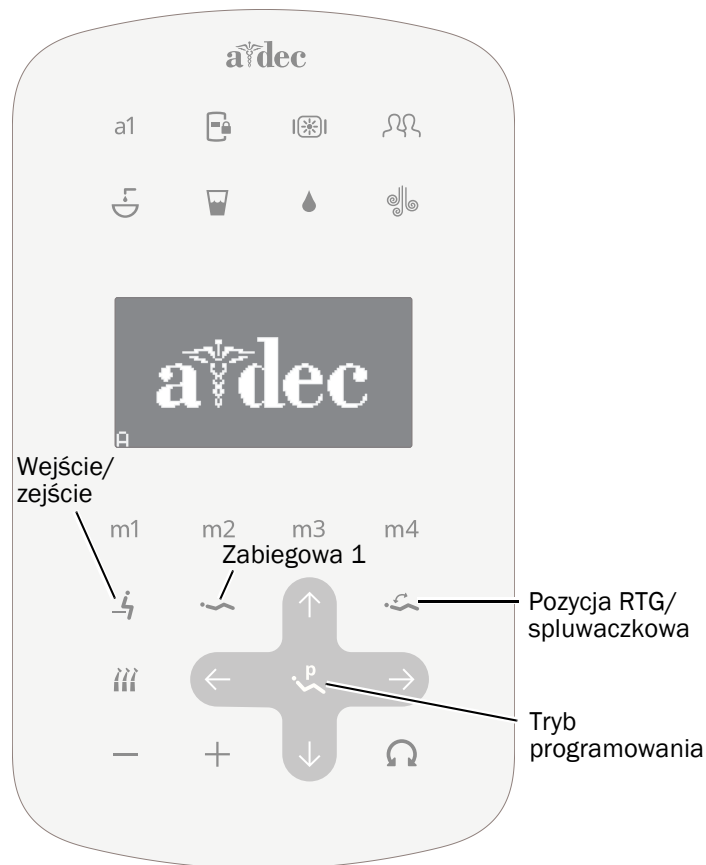 a dec
a1
a dec
A
Wejście/
zejście
m1 m2 m3 m4
Zabiegowa 1
Pozycja RTG/
spluwaczkowa
p
Tryb
programowania